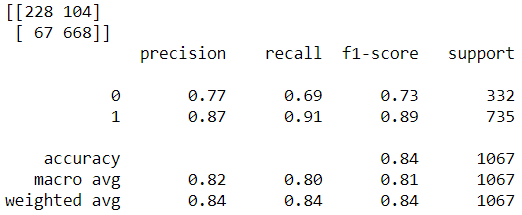 [[228 104]
[ 67 668]]
precision recall f1-score support
0 0.77 0.69 0.73 332
1 0.87 0.91 0.89 735
accuracy 0.84 1067
macro avg 0.82 0.80 0.81 1067
weighted avg 0.84 0.84 0.84 1067